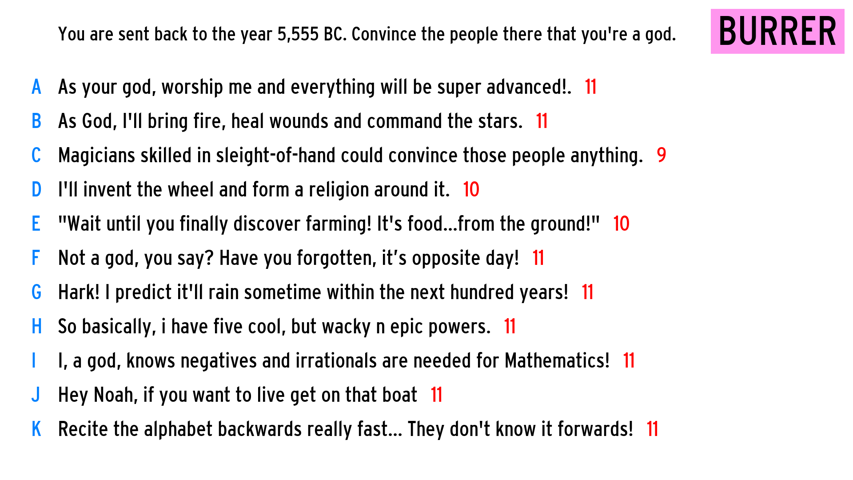 You are sent back to the year 5,555 BC. Convince the people there that you're a god.
BURRER
A As your god, worship me and everything will be super advanced!. 11
B As God, I'll bring fire, heal wounds and command the stars. 11
C Magicians skilled in sleight-of-hand could convince those people anything. 9
D I'll invent the wheel and form a religion around it. 10
E "Wait until you finally discover farming! It's food...from the ground!" 10
F Not a god, you say? Have you forgotten, it’s opposite day! 11
G Hark! I predict it'll rain sometime within the next hundred years! 11
H So basically, i have five cool, but wacky n epic powers. 11
I I, a god, knows negatives and irrationals are needed for Mathematics! 11
J Hey Noah, if you want to live get on that boat 11
K Recite the alphabet backwards really fast... They don't know it forwards! 11